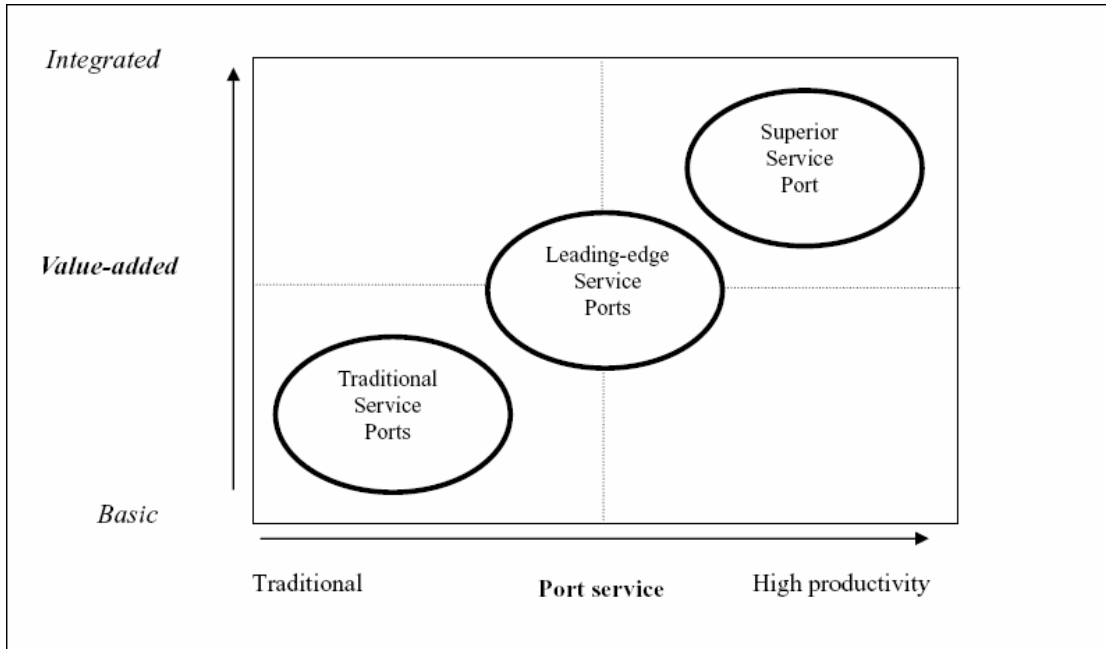 Integrated
Superior
Service
Port
Leading-edge
Service
Ports
Value-added
Traditional
Service
Ports
Basic
Traditional
Port service
High productivity